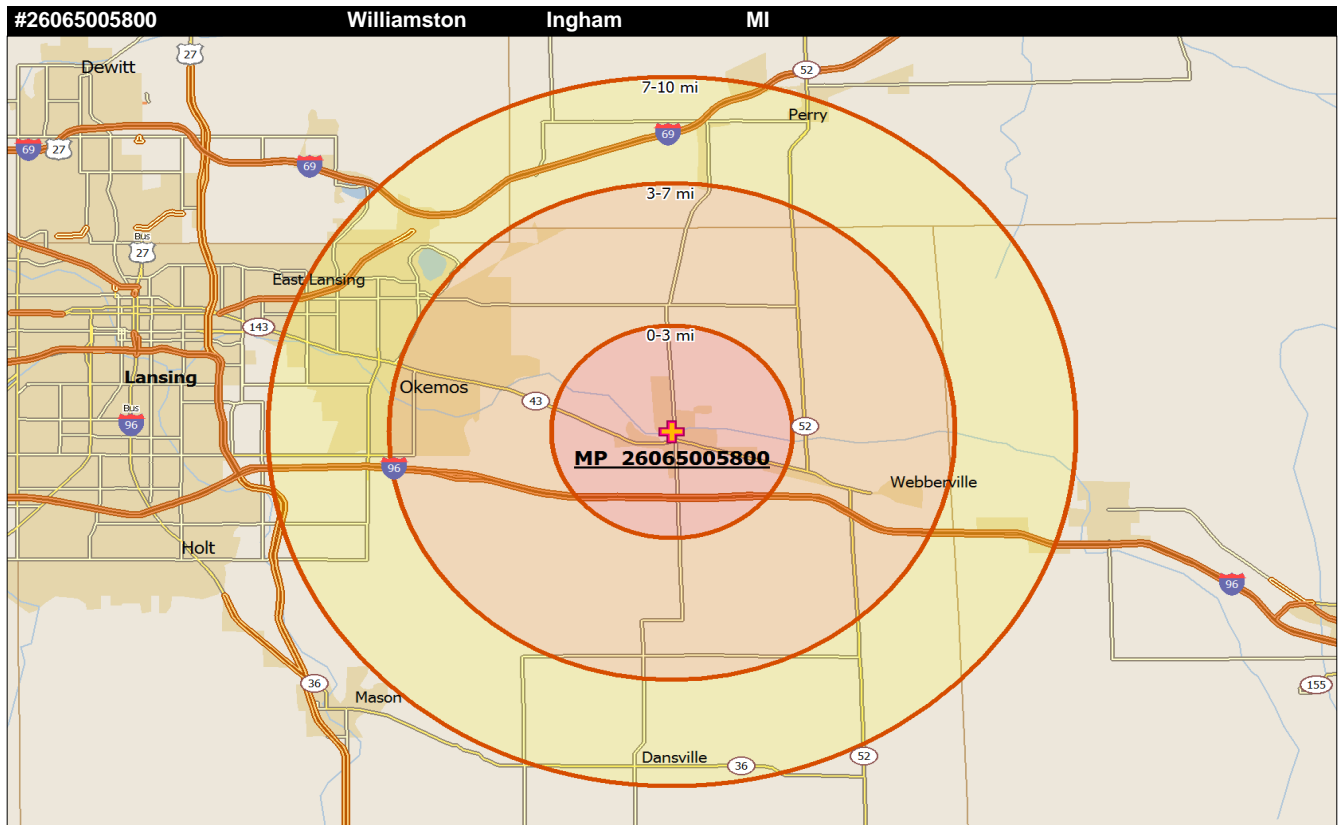 #26065005800 Williamston Ingham MI
27
Dewitt
52
7-10 mi
Perry
69
69
27
69
3-7 mi
Bus
27
East Lansing
143
0-3 mi
Lansing
Okemos
43
Bus
96
52
MP 26065005800
96
Webberville
Holt
96
36
155
Mason
Dansville
36
52